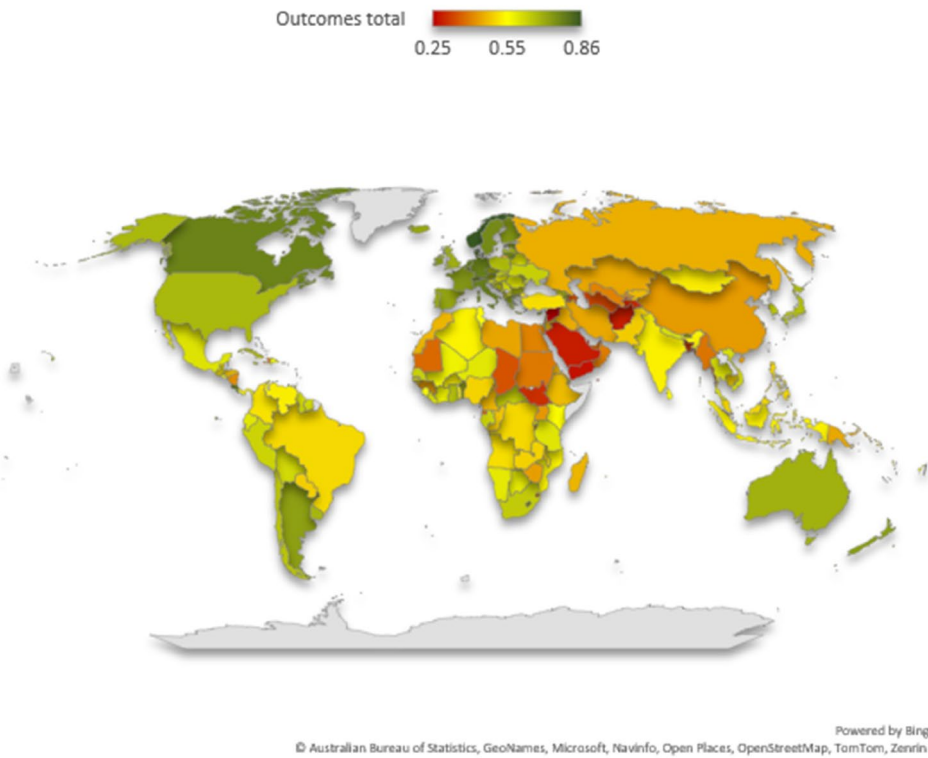 Outcomes total
0.25 0.55 0.86
Powered by Bing
© Australian Bureau of Statistics, GeoNames, Microsoft, Navinfo, Open Places, OpenStreetMap, TomTom, Zenrin